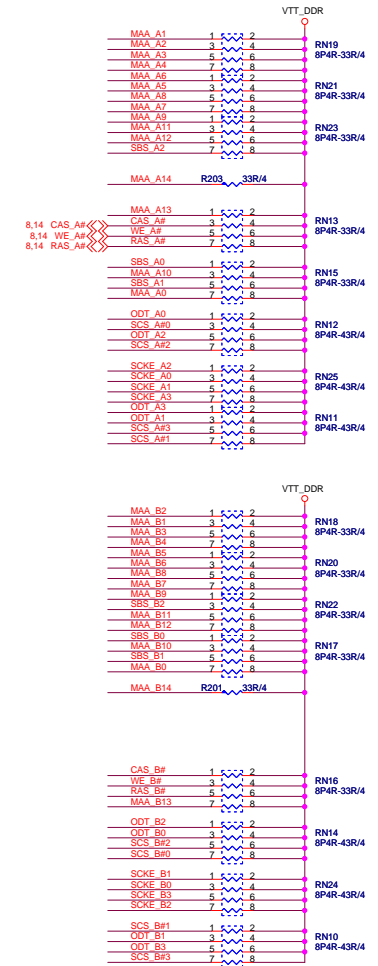 VTT_DDR
MAA_A1 1 2
MAA_A2 3 4 RN19
MAA_A3 5 6 8P4R-33R/4
MAA_A4 7 8
MAA_A6 1 2
MAA_A5 3 4 RN21
MAA_A8 5 6 8P4R-33R/4
MAA_A7 7 8
MAA_A9 1 2
MAA_A11 3 4 RN23
MAA_A12 5 6 8P4R-33R/4
SBS_A2 7 8
MAA_A14 R203 33R/4
MAA_A13 1 2
8,14 CAS_A# CAS_A# 3 4 RN13
8,14 WE_A# WE_A# 5 6 8P4R-33R/4
8,14 RAS_A# RAS_A# 7 8
SBS_A0 1 2
MAA_A10 3 4 RN15
SBS_A1 5 6 8P4R-33R/4
MAA_A0 7 8
ODT_A0 1 2
SCS_A#0 3 4 RN12
ODT_A2 5 6 8P4R-43R/4
SCS_A#2 7 8
SCKE_A2 1 2
SCKE_A0 3 4 RN25
SCKE_A1 5 6 8P4R-43R/4
SCKE_A3 7 8
ODT_A3 1 2
ODT_A1 3 4 RN11
SCS_A#3 5 6 8P4R-43R/4
SCS_A#1 7 8
VTT_DDR
MAA_B2 1 2
MAA_B1 3 4 RN18
MAA_B3 5 6 8P4R-33R/4
MAA_B4 7 8
MAA_B5 1 2
MAA_B6 3 4 RN20
MAA_B8 5 6 8P4R-33R/4
MAA_B7 7 8
MAA_B9 1 2
SBS_B2 3 4 RN22
MAA_B11 5 6 8P4R-33R/4
MAA_B12 7 8
SBS_B0 1 2
MAA_B10 3 4 RN17
SBS_B1 5 6 8P4R-33R/4
MAA_B0 7 8
MAA_B14 R201 33R/4
CAS_B# 1 2
WE_B# 3 4 RN16
RAS_B# 5 6 8P4R-33R/4
MAA_B13 7 8
ODT_B2 1 2
ODT_B0 3 4 RN14
SCS_B#2 5 6 8P4R-43R/4
SCS_B#0 7 8
SCKE_B1 1 2
SCKE_B0 3 4 RN24
SCKE_B3 5 6 8P4R-43R/4
SCKE_B2 7 8
SCS_B#1 1 2
ODT_B1 3 4 RN10
ODT_B3 5 6 8P4R-43R/4
SCS_B#3 7 8